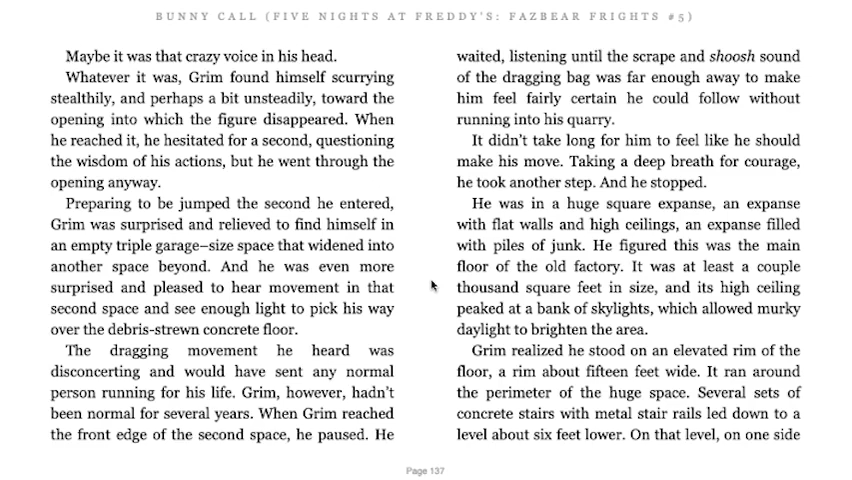 BUNNY CALL (FIVE NIGHTS AT FREDDY'S: FAZBEAR FRIGHTS #5)
Maybe it was that crazy voice in his head.
Whatever it was, Grim found himself scurrying
stealthily, and perhaps a bit unsteadily, toward the
opening into which the figure disappeared. When
he reached it, he hesitated for a second, questioning
the wisdom of his actions, but he went through the
opening anyway.
Preparing to be jumped the second he entered,
Grim was surprised and relieved to find himself in
an empty triple garage–size space that widened into
another space beyond. And he was even more
surprised and pleased to hear movement in that
second space and see enough light to pick his way
over the debris-strewn concrete floor.
The dragging movement he heard was
disconcerting and would have sent any normal
person running for his life. Grim, however, hadn't
been normal for several years. When Grim reached
the front edge of the second space, he paused. He
waited, listening until the scrape and shoosh sound
of the dragging bag was far enough away to make
him feel fairly certain he could follow without
running into his quarry.
It didn't take long for him to feel like he should
make his move. Taking a deep breath for courage,
he took another step. And he stopped.
He was in a huge square expanse, an expanse
with flat walls and high ceilings, an expanse filled
with piles of junk. He figured this was the main
floor of the old factory. It was at least a couple
thousand square feet in size, and its high ceiling
peaked at a bank of skylights, which allowed murky
daylight to brighten the area.
Grim realized he stood on an elevated rim of the
floor, a rim about fifteen feet wide. It ran around
the perimeter of the huge space. Several sets of
concrete stairs with metal stair rails led down to a
level about six feet lower. On that level, on one side
Page 137